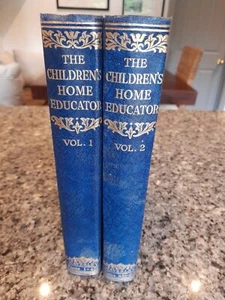 THE
CHILDREN'S
HOME
EDUCATOR
VOL. 1
THE
CHILDREN'S
HOME
EDUCATOR
VOL. 2